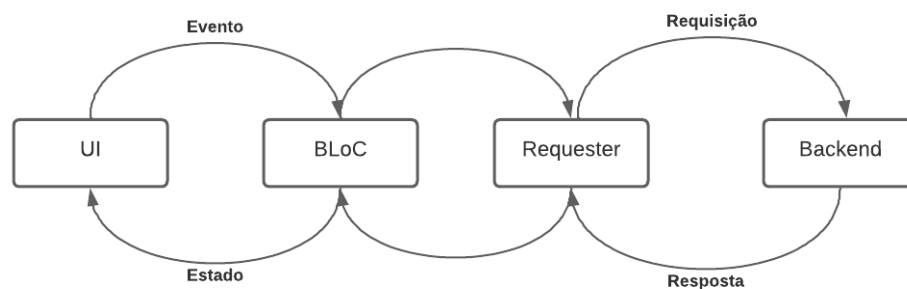 Evento
Requisição
UI
BLoC
Requester
Backend
Estado
Resposta